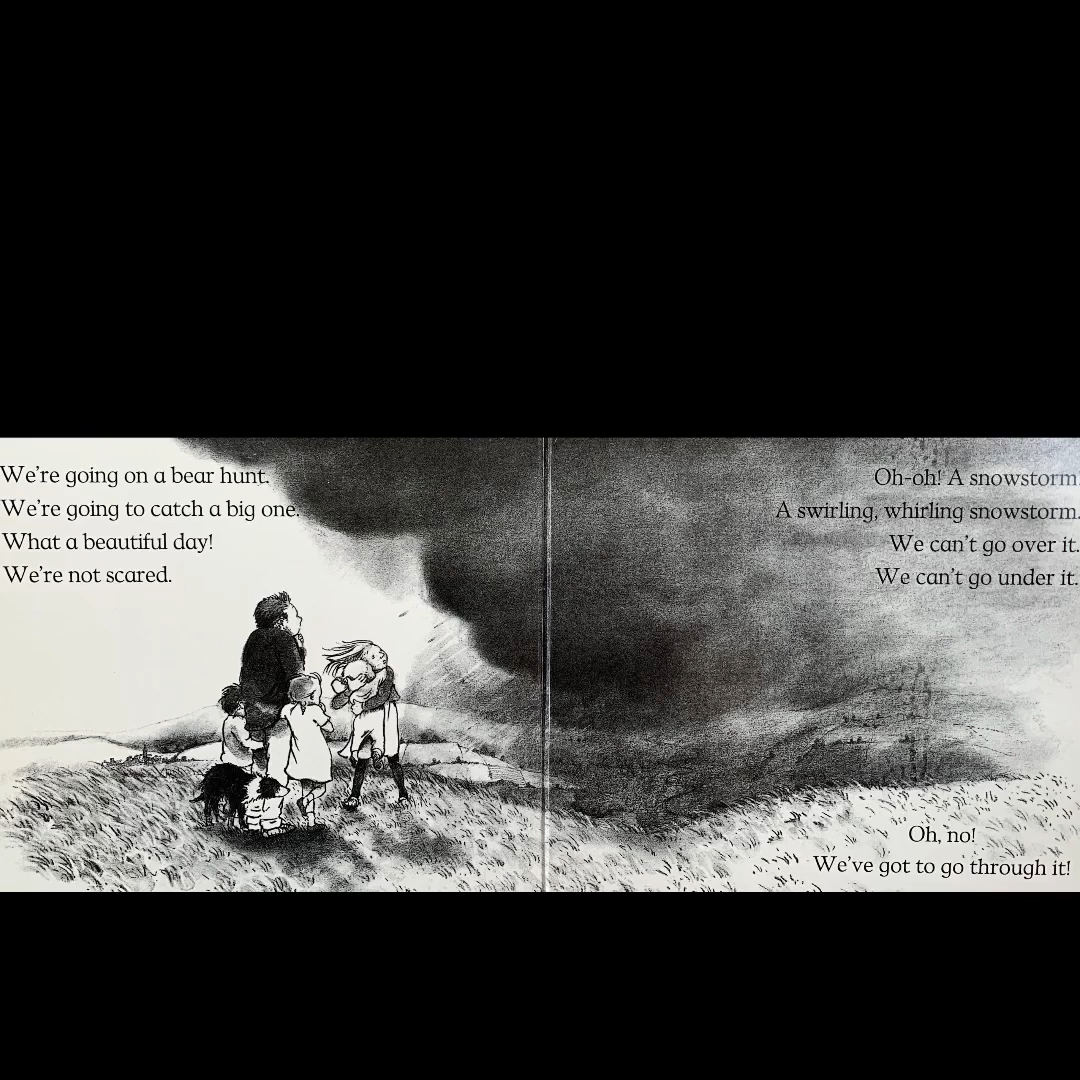 We're going on a bear hunt.
We're going to catch a big one.
What a beautiful day!
We're not scared.
Oh-oh! A snowstorm!
A swirling, whirling snowstorm.
We can't go over it.
We can't go under it.
Oh, no!
We've got to go through it!